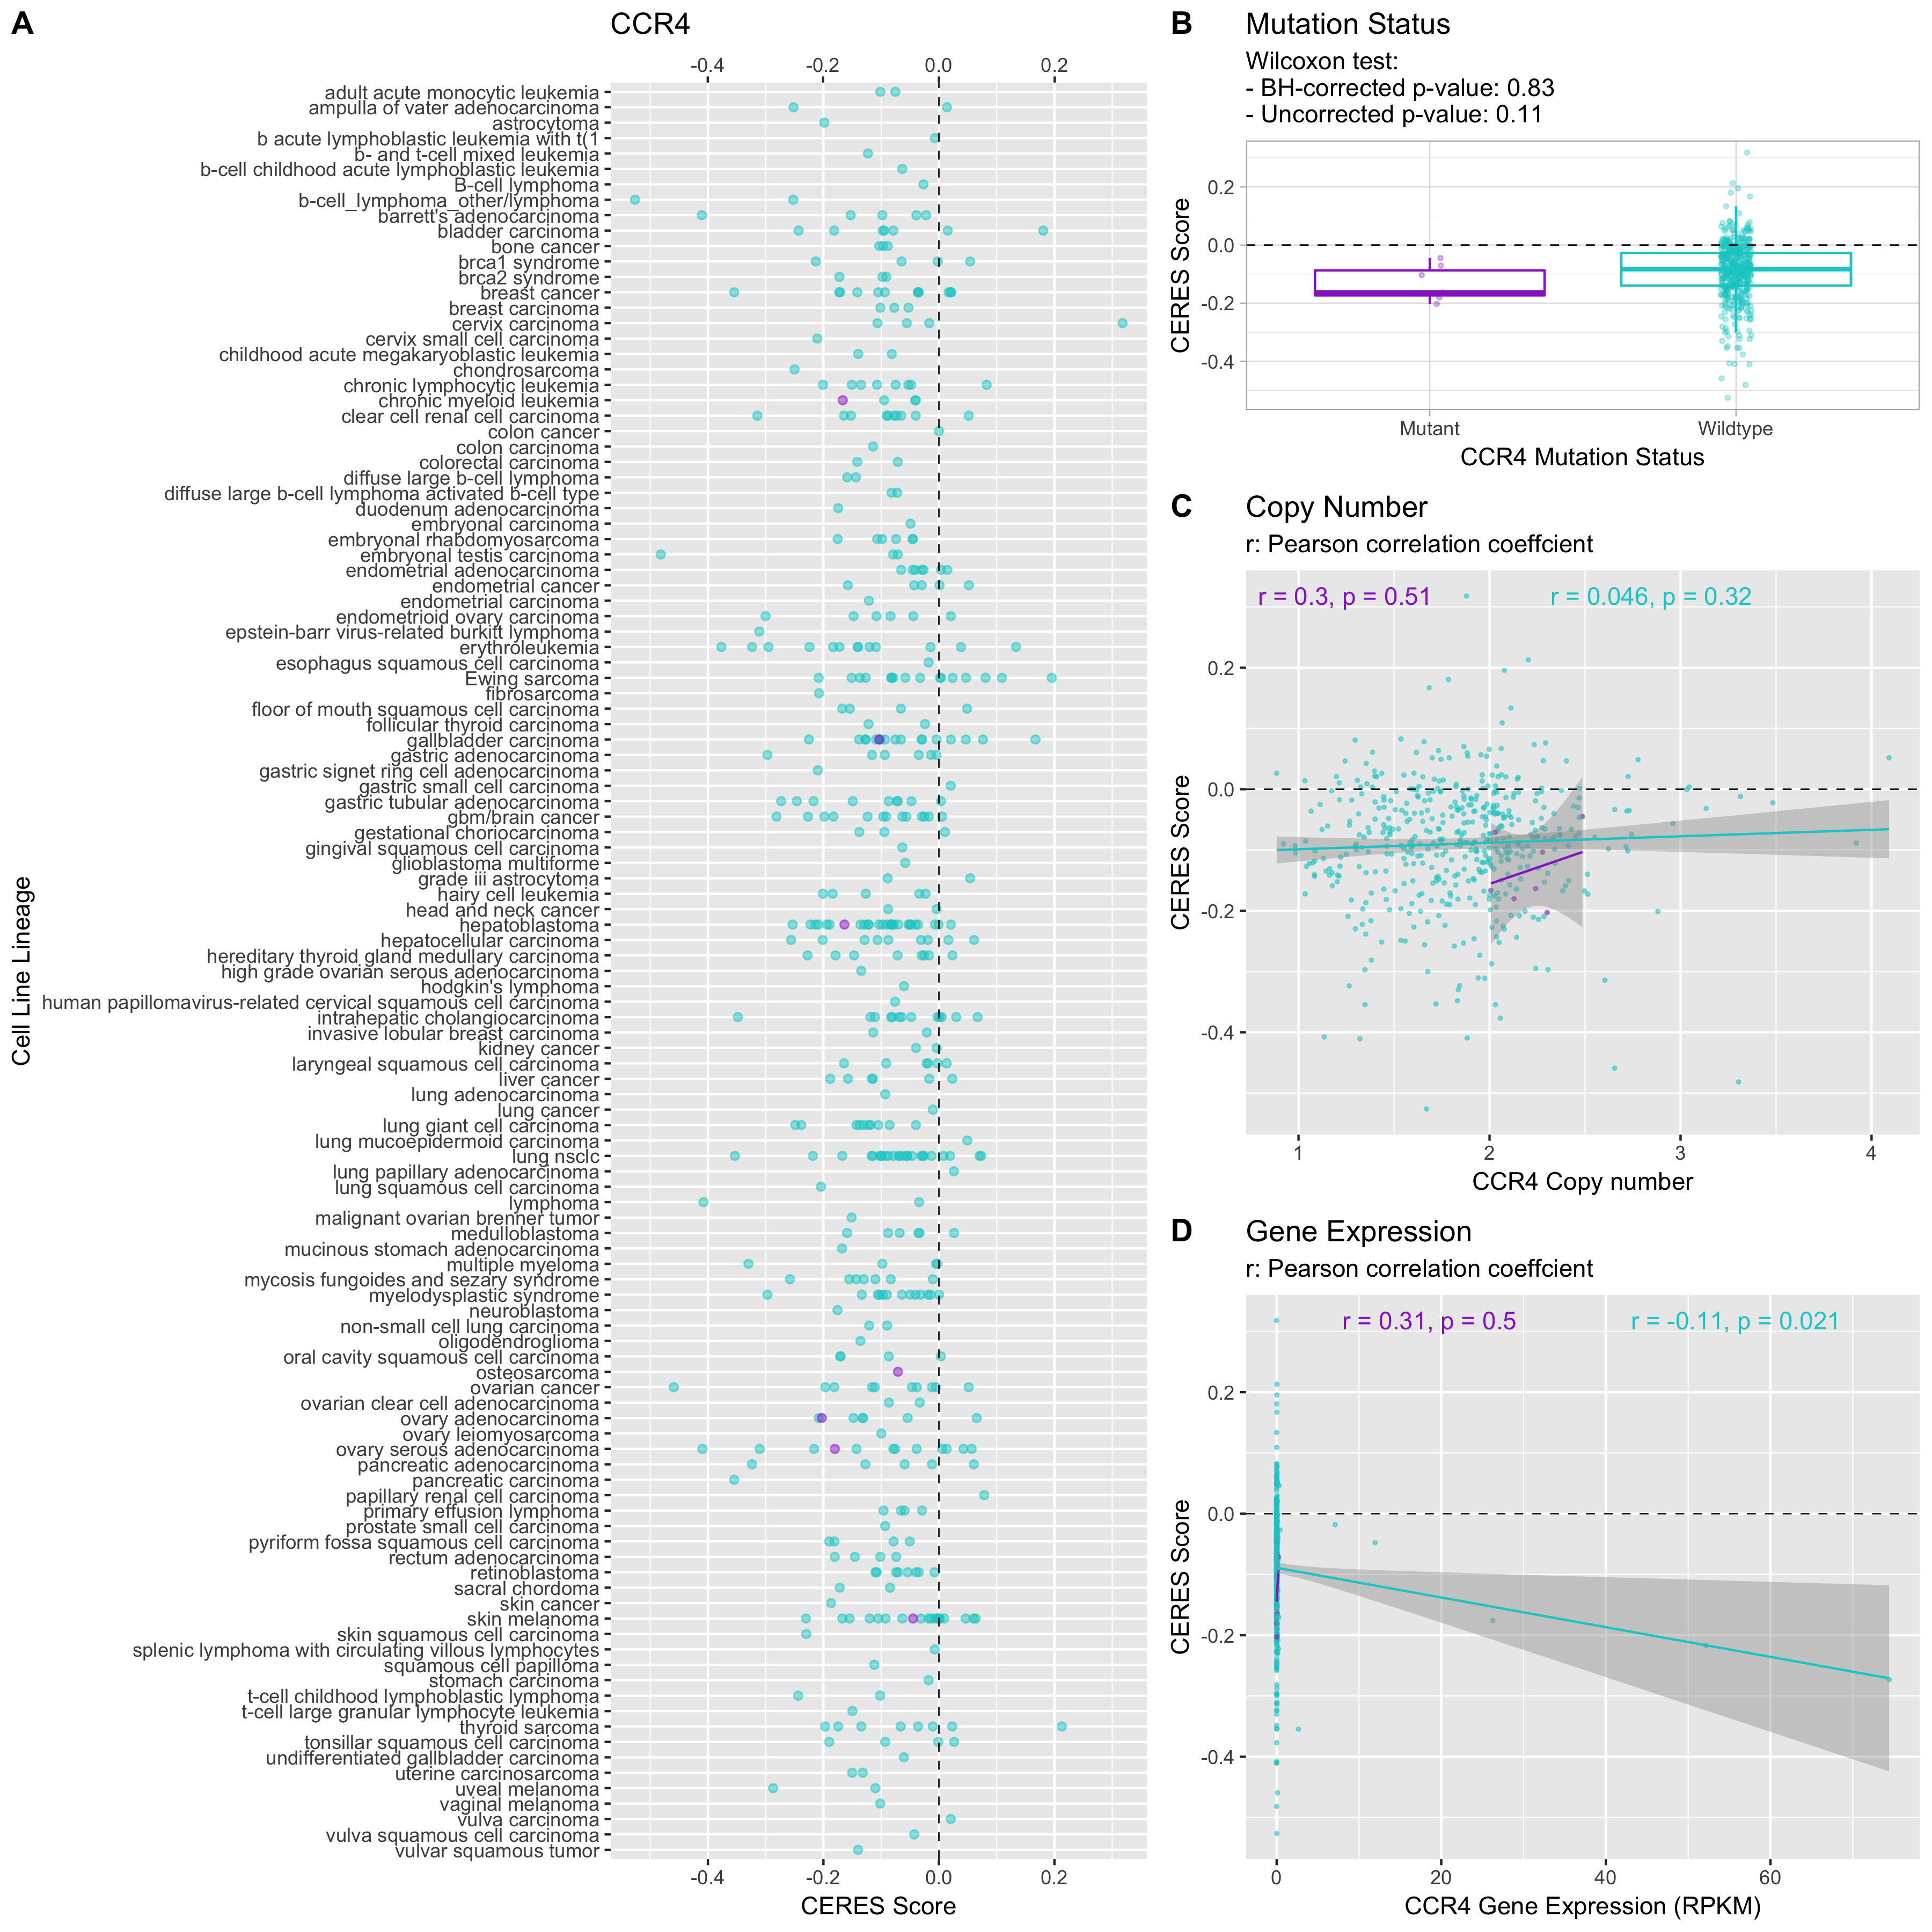 A
CCR4
-0.4 -0.2 0.0 0.2
adult acute monocytic leukemia
ampulla of vater adenocarcinoma
astrocytoma
b acute lymphoblastic leukemia with t(1
b- and t-cell mixed leukemia
b-cell childhood acute lymphoblastic leukemia
B-cell lymphoma
b-cell_lymphoma_other/lymphoma
barrett's adenocarcinoma
bladder carcinoma
bone cancer
brca1 syndrome
brca2 syndrome
breast cancer
breast carcinoma
cervix carcinoma
cervix small cell carcinoma
childhood acute megakaryoblastic leukemia
chondrosarcoma
chronic lymphocytic leukemia
chronic myeloid leukemia
clear cell renal cell carcinoma
colon cancer
colon carcinoma
colorectal carcinoma
diffuse large b-cell lymphoma
diffuse large b-cell lymphoma activated b-cell type
duodenum adenocarcinoma
embryonal carcinoma
embryonal rhabdomyosarcoma
embryonal testis carcinoma
endometrial adenocarcinoma
endometrial cancer
endometrial carcinoma
endometrioid ovary carcinoma
epstein-barr virus-related burkitt lymphoma
erythroleukemia
esophagus squamous cell carcinoma
Ewing sarcoma
fibrosarcoma
floor of mouth squamous cell carcinoma
follicular thyroid carcinoma
gallbladder carcinoma
gastric adenocarcinoma
gastric signet ring cell adenocarcinoma
gastric small cell carcinoma
gastric tubular adenocarcinoma
gbm/brain cancer
gestational choriocarcinoma
gingival squamous cell carcinoma
glioblastoma multiforme
grade iii astrocytoma
hairy cell leukemia
head and neck cancer
hepatoblastoma
hepatocellular carcinoma
hereditary thyroid gland medullary carcinoma
high grade ovarian serous adenocarcinoma
hodgkin's lymphoma
human papillomavirus-related cervical squamous cell carcinoma
intrahepatic cholangiocarcinoma
invasive lobular breast carcinoma
kidney cancer
laryngeal squamous cell carcinoma
liver cancer
lung adenocarcinoma
lung cancer
lung giant cell carcinoma
lung mucoepidermoid carcinoma
lung nsclc
lung papillary adenocarcinoma
lung squamous cell carcinoma
lymphoma
malignant ovarian brenner tumor
medulloblastoma
mucinous stomach adenocarcinoma
multiple myeloma
mycosis fungoides and sezary syndrome
myelodysplastic syndrome
neuroblastoma
non-small cell lung carcinoma
oligodendroglioma
oral cavity squamous cell carcinoma
osteosarcoma
ovarian cancer
ovarian clear cell adenocarcinoma
ovary adenocarcinoma
ovary leiomyosarcoma
ovary serous adenocarcinoma
pancreatic adenocarcinoma
pancreatic carcinoma
papillary renal cell carcinoma
primary effusion lymphoma
prostate small cell carcinoma
pyriform fossa squamous cell carcinoma
rectum adenocarcinoma
retinoblastoma
sacral chordoma
skin cancer
skin melanoma
skin squamous cell carcinoma
splenic lymphoma with circulating villous lymphocytes
squamous cell papilloma
stomach carcinoma
t-cell childhood lymphoblastic lymphoma
t-cell large granular lymphocyte leukemia
thyroid sarcoma
tonsillar squamous cell carcinoma
undifferentiated gallbladder carcinoma
uterine carcinosarcoma
uveal melanoma
vaginal melanoma
vulva carcinoma
vulva squamous cell carcinoma
vulvar squamous tumor
-0.4 -0.2 0.0 0.2
CERES Score
Cell Line Lineage
B
Mutation Status
Wilcoxon test:
- BH-corrected p-value: 0.83
- Uncorrected p-value: 0.11
0.2
0.0
-0.2
-0.4
CERES Score
Mutant Wildtype
CCR4 Mutation Status
C
Copy Number
r: Pearson correlation coeffcient
r = 0.3, p = 0.51 r = 0.046, p = 0.32
0.2
0.0
-0.2
-0.4
CERES Score
1 2 3 4
CCR4 Copy number
D
Gene Expression
r: Pearson correlation coeffcient
r = 0.31, p = 0.5 r = -0.11, p = 0.021
0.2
0.0
-0.2
-0.4
CERES Score
0 20 40 60
CCR4 Gene Expression (RPKM)